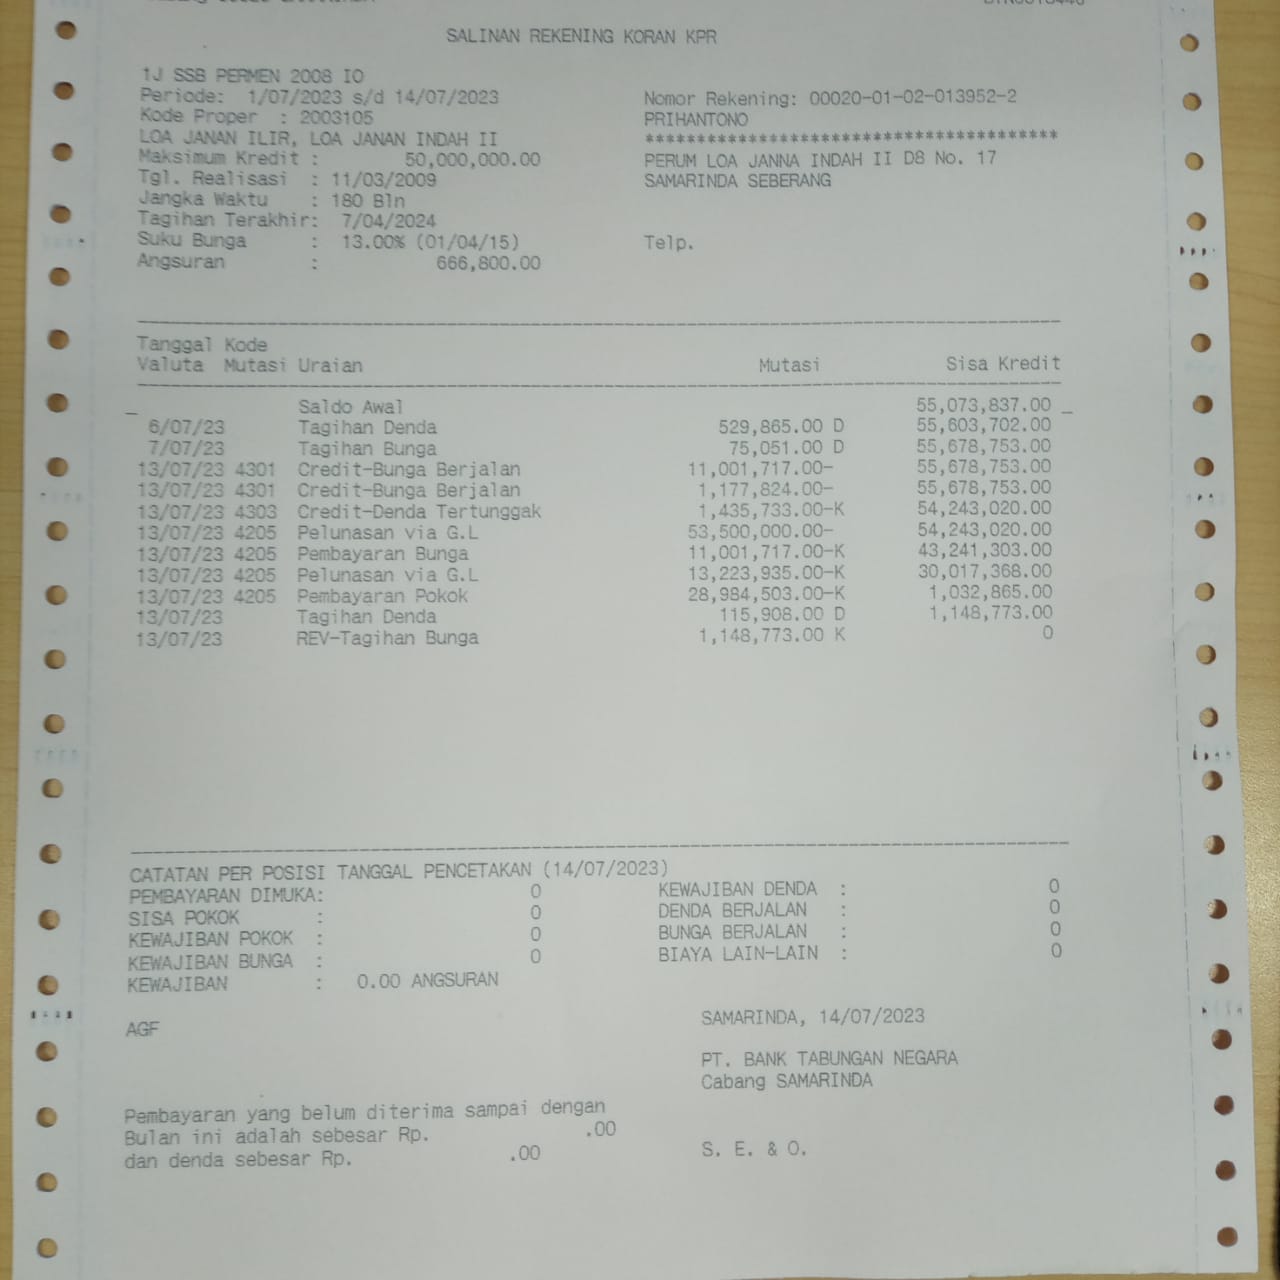 SALINAN REKENING KORAN KPR
1J SSB PERMEN 2008 IO
Periode: 1/07/2023 s/d 14/07/2023
Nomor Rekening: 00020-01-02-013952-2
Kode Proper : 2003105
PRIHANTONO
LOA JANAN ILIR, LOA JANAN INDAH II
***************************************
Maksimum Kredit : 50,000,000.00
PERUM LOA JANNA INDAH II D8 No. 17
Tgl. Realisasi : 11/03/2009
SAMARINDA SEBERANG
Jangka Waktu : 180 Bln
Tagihan Terakhir: 7/04/2024
Suku Bunga : 13.00% (01/04/15)
Telp.
Angsuran : 666,800.00
Tanggal Kode
Valuta Mutasi Uraian Mutasi Sisa Kredit
_ Saldo Awal 55,073,837.00 _
6/07/23 Tagihan Denda 529,865.00 D 55,603,702.00
7/07/23 Tagihan Bunga 75,051.00 D 55,678,753.00
13/07/23 4301 Credit-Bunga Berjalan 11,001,717.00- 55,678,753.00
13/07/23 4301 Credit-Bunga Berjalan 1,177,824.00- 55,678,753.00
13/07/23 4303 Credit-Denda Tertunggak 1,435,733.00-K 54,243,020.00
13/07/23 4205 Pelunasan via G.L 53,500,000.00- 54,243,020.00
13/07/23 4205 Pembayaran Bunga 11,001,717.00-K 43,241,303.00
13/07/23 4205 Pelunasan via G.L 13,223,935.00-K 30,017,368.00
13/07/23 4205 Pembayaran Pokok 28,984,503.00-K 1,032,865.00
13/07/23 Tagihan Denda 115,908.00 D 1,148,773.00
13/07/23 REV-Tagihan Bunga 1,148,773.00 K 0
CATATAN PER POSISI TANGGAL PENCETAKAN (14/07/2023)
PEMBAYARAN DIMUKA: 0 KEWAJIBAN DENDA : 0
SISA POKOK : 0 DENDA BERJALAN : 0
KEWAJIBAN POKOK : 0 BUNGA BERJALAN : 0
KEWAJIBAN BUNGA : 0 BIAYA LAIN-LAIN : 0
KEWAJIBAN : 0.00 ANGSURAN
AGF
SAMARINDA, 14/07/2023
PT. BANK TABUNGAN NEGARA
Cabang SAMARINDA
Pembayaran yang belum diterima sampai dengan
Bulan ini adalah sebesar Rp. .00
dan denda sebesar Rp. .00
S. E. & O.